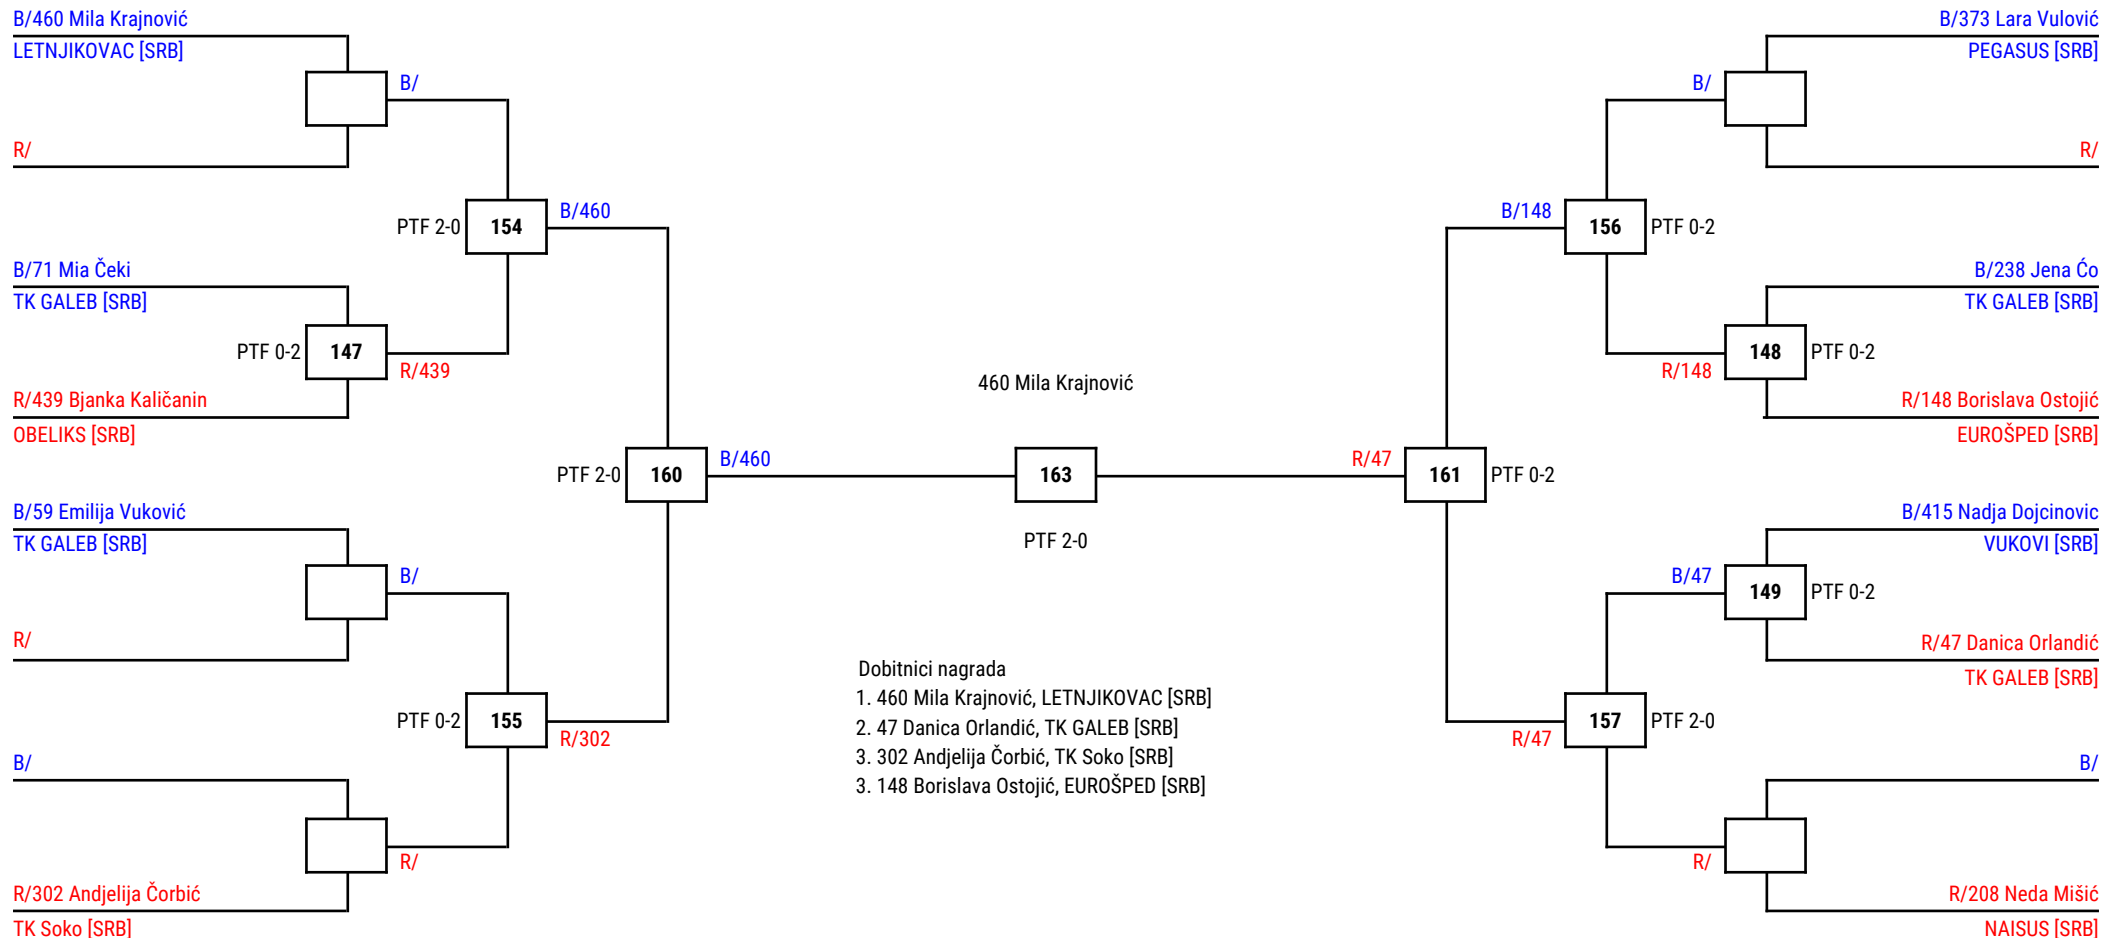 B/460 Mila Krajnović
LETNJIKOVAC [SRB]
B/
R/
PTF 2-0
154
B/460
B/71 Mia Čeki
TK GALEB [SRB]
PTF 0-2
147
R/439
R/439 Bjanka Kaličanin
OBELIKS [SRB]
PTF 2-0
160
B/460
B/59 Emilija Vuković
TK GALEB [SRB]
B/
R/
PTF 0-2
155
R/302
B/
R/
R/302 Andjelija Čorbić
TK Soko [SRB]
460 Mila Krajnović
163
PTF 2-0
Dobitnici nagrada
1. 460 Mila Krajnović, LETNJIKOVAC [SRB]
2. 47 Danica Orlandić, TK GALEB [SRB]
3. 302 Andjelija Čorbić, TK Soko [SRB]
3. 148 Borislava Ostojić, EUROŠPED [SRB]
B/373 Lara Vulović
PEGASUS [SRB]
B/
R/
B/148
156
PTF 0-2
B/238 Jena Ćo
TK GALEB [SRB]
148
PTF 0-2
R/148
R/148 Borislava Ostojić
EUROŠPED [SRB]
R/47
161
PTF 0-2
B/415 Nadja Dojcinovic
VUKOVI [SRB]
B/47
149
PTF 0-2
R/47 Danica Orlandić
TK GALEB [SRB]
157
PTF 2-0
R/47
B/
R/
R/208 Neda Mišić
NAISUS [SRB]